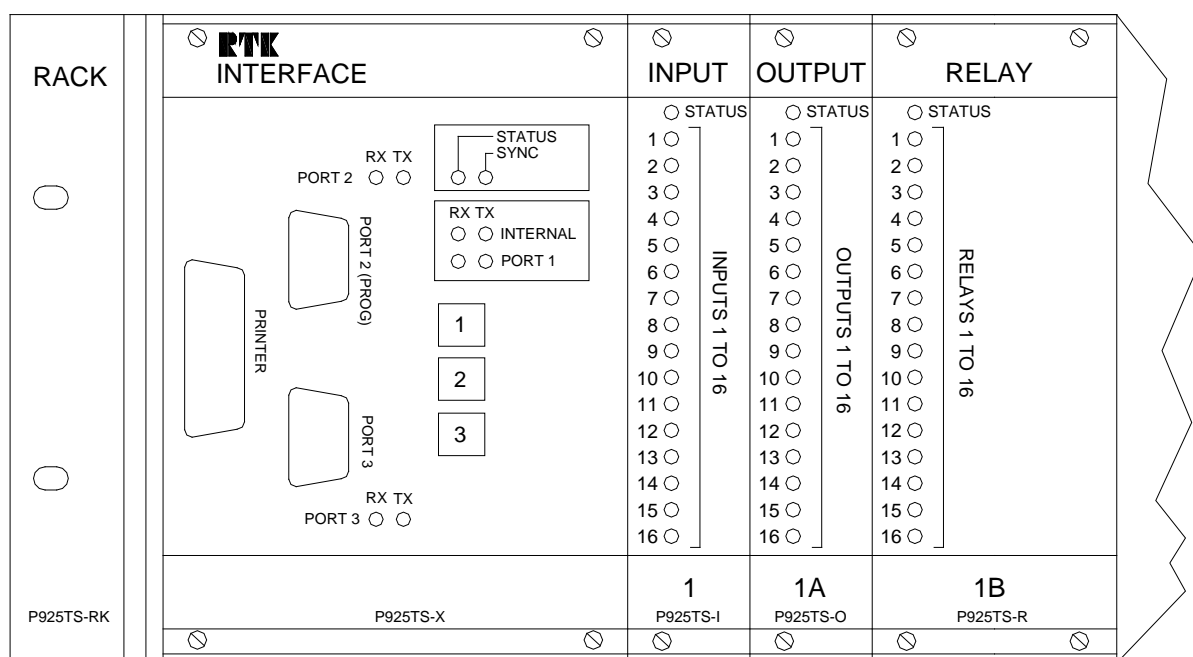 RACK
P925TS-RK
RTK
INTERFACE
STATUS
SYNC
RX TX
PORT 2
RX TX
INTERNAL
PORT 1
PORT 2 (PROG)
PRINTER
1
2
3
PORT 3
RX TX
PORT 3
P925TS-X
INPUT
STATUS
1
2
3
4
5
6
7
8
9
10
11
12
13
14
15
16
INPUTS 1 TO 16
1
P925TS-I
OUTPUT
STATUS
1
2
3
4
5
6
7
8
9
10
11
12
13
14
15
16
OUTPUTS 1 TO 16
1A
P925TS-O
RELAY
STATUS
1
2
3
4
5
6
7
8
9
10
11
12
13
14
15
16
RELAYS 1 TO 16
1B
P925TS-R